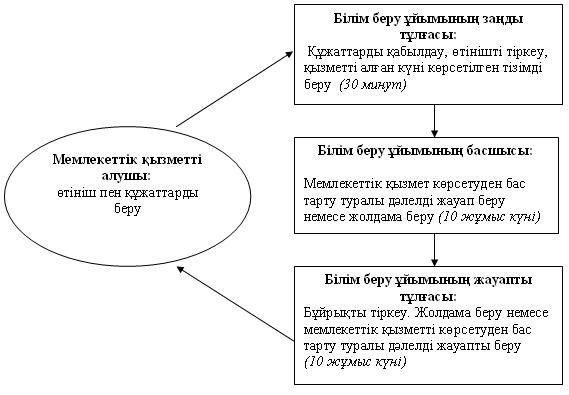 Мемлекеттік қызметті
алушы:
өтініш пен құжаттарды
беру
Білім беру ұйымының заңды
тұлғасы:
Құжаттарды қабылдау, өтінішті тіркеу,
қызметті алған күні көрсетілген тізімді
беру (30 минут)
Білім беру ұйымының басшысы:
Мемлекеттік қызмет көрсетуден бас
тарту туралы дәлелді жауап беру
немесе жолдама беру (10 жұмыс күні)
Білім беру ұйымының жауапты
тұлғасы:
Бұйрықты тіркеу. Жолдама беру немесе
мемлекеттік қызметті көрсетуден бас
тарту туралы дәлелді жауапты беру
(10 жұмыс күні)